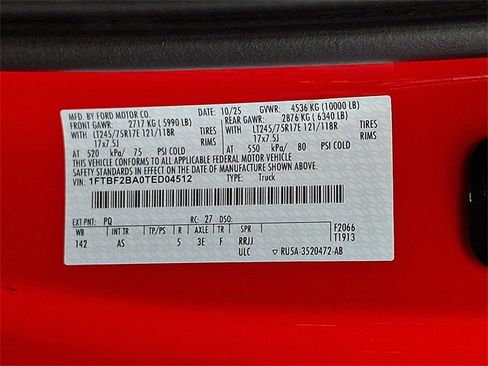 MFD. BY FORD MOTOR CO. 10/25 GVWR: 4536 KG (10000 LB)
FRONT GAWR: 2717 KG (5990 LB) REAR GAWR: 2876 KG (6340 LB)
WITH LT245/75R17E 121/118R TIRES WITH LT245/75R17E 121/118R TIRES
17x7.5J 17x7.5J
AT 520 kPa/ 75 PSI COLD AT 550 kPa/ 80 PSI COLD
THIS VEHICLE CONFORMS TO ALL APPLICABLE FEDERAL MOTOR VEHICLE
SAFETY STANDARDS IN EFFECT ON THE DATE OF MANUFACTURE SHOWN ABOVE.
VIN: 1FTBF2BA0TED04512 TYPE: Truck
EXT PNT: PQ RC: 27 DSO:
WB INT TR TP/PS R AXLE TR SPR F2066
142 AS 5 3E F RRJJ T1913
ULC RU5A-3520472-AB